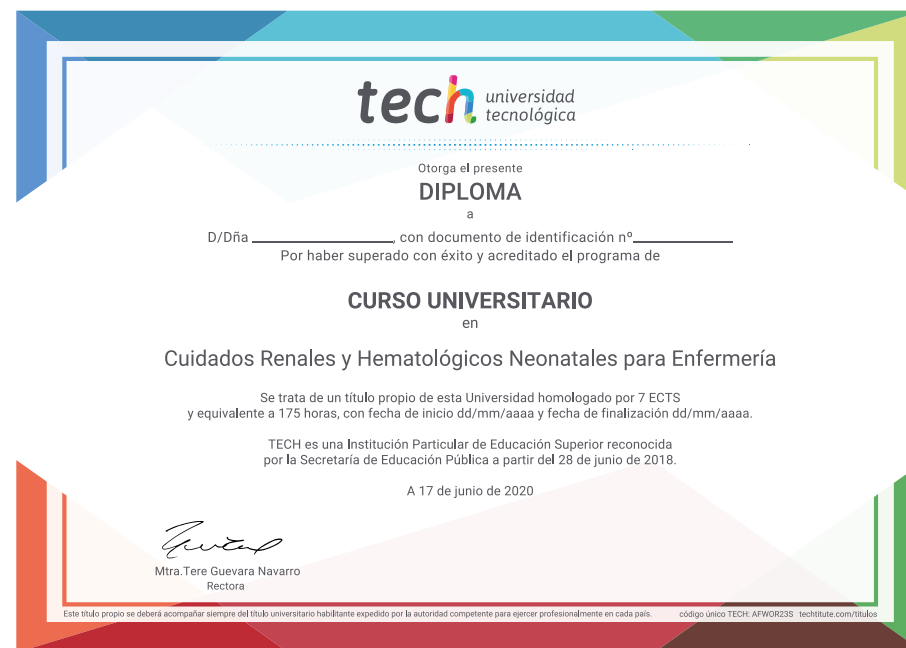 tech universidad
tecnológica
Otorga el presente
DIPLOMA
a
D/Dña ____________, con documento de identificación nº____________
Por haber superado con éxito y acreditado el programa de
CURSO UNIVERSITARIO
en
Cuidados Renales y Hematológicos Neonatales para Enfermería
Se trata de un título propio de esta Universidad homologado por 7 ECTS
y equivalente a 175 horas, con fecha de inicio dd/mm/aaaa y fecha de finalización dd/mm/aaaa.
TECH es una Institución Particular de Educación Superior reconocida
por la Secretaría de Educación Pública a partir del 28 de junio de 2018.
A 17 de junio de 2020
Mtra.Tere Guevara Navarro
Rectora
Este título propio se deberá acompañar siempre del título universitario habilitante expedido por la autoridad competente para ejercer profesionalmente en cada país. código único TECH: AFWOR23S techtitute.com/titulos